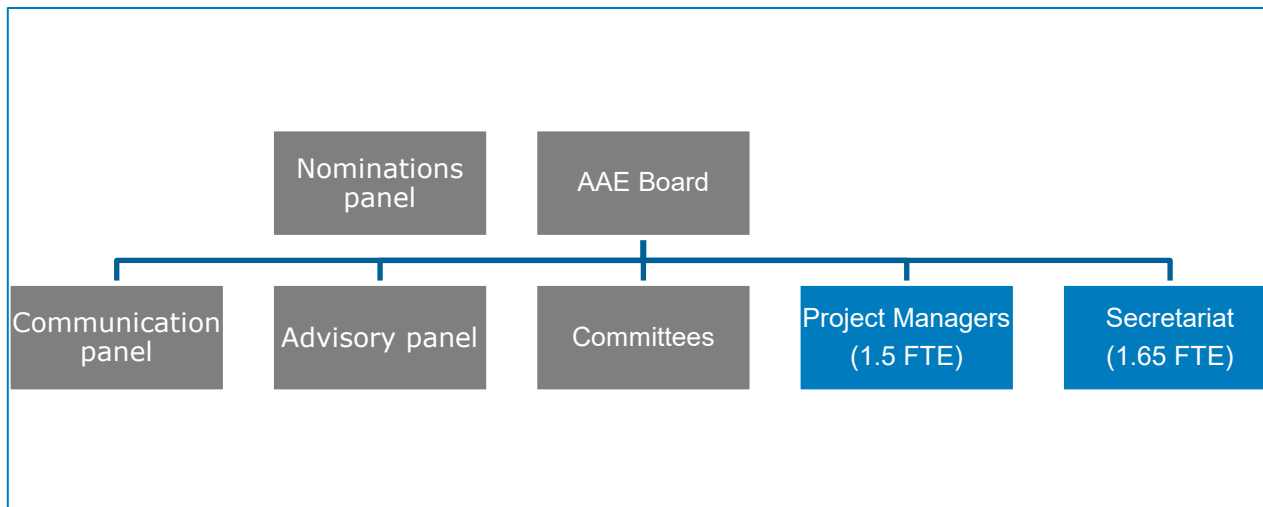 Nominations
panel
AAE Board
Communication
panel
Advisory panel
Committees
Project Managers
(1.5 FTE)
Secretariat
(1.65 FTE)